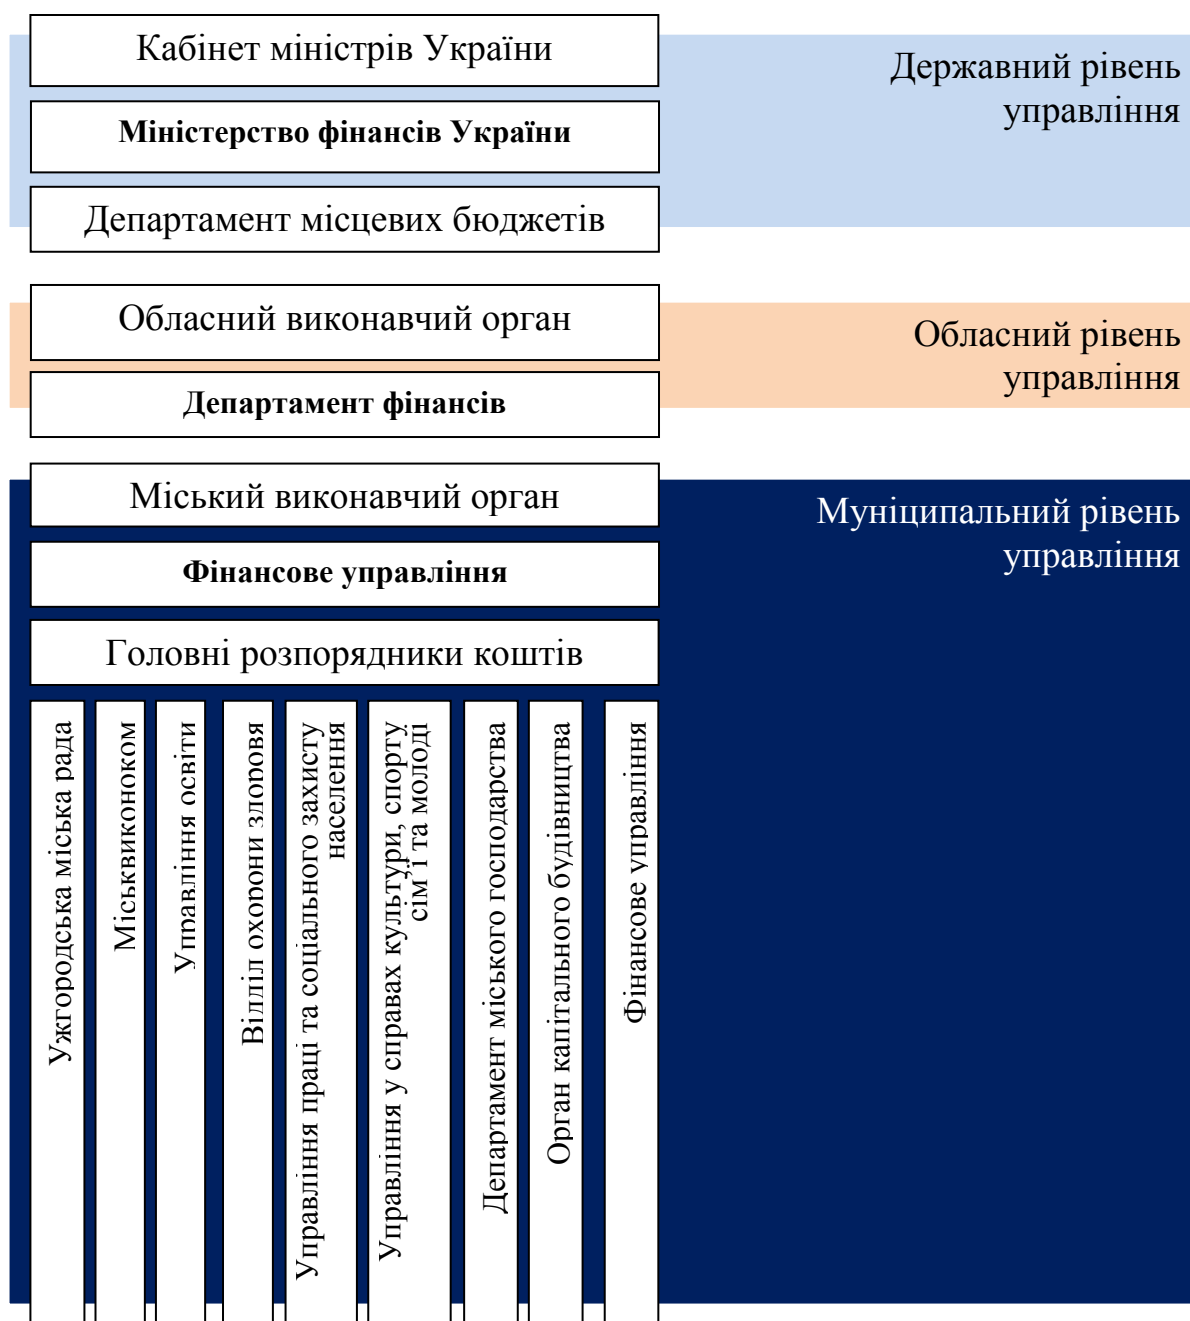 Кабінет міністрів України
Державний рівень
управління
Міністерство фінансів України
Департамент місцевих бюджетів
Обласний виконавчий орган
Обласний рівень
управління
Департамент фінансів
Міський виконавчий орган
Муніципальний рівень
управління
Фінансове управління
Головні розпорядники коштів
Ужгородська міська рада
Міськвиконоком
Управління освіти
Відділ охорони здоровя
Управління праці та соціального захисту
населення
Управління у справах культури, спорту,
сім’ї та молоді
Департамент міського господарства
Орган капітального будівництва
Фінансове управління